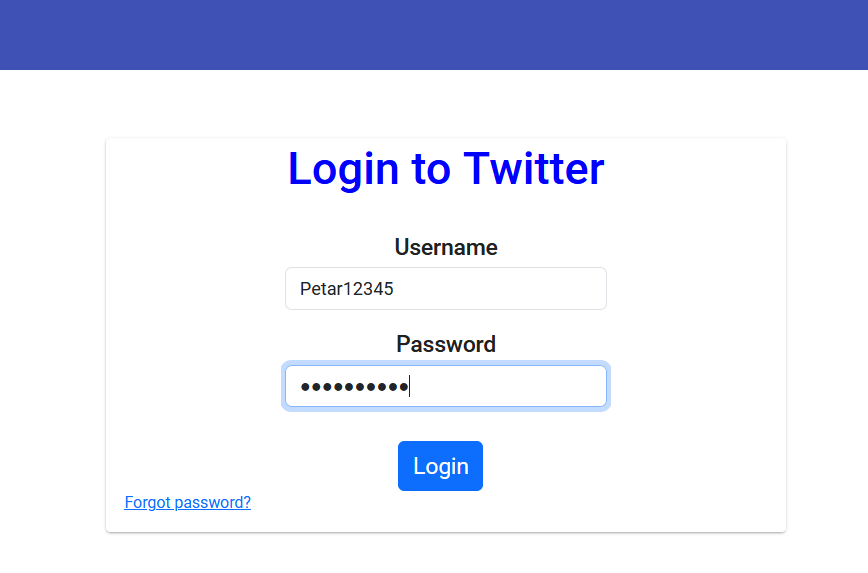 Login to Twitter
Username
Petar12345
Password
••••••••••
Login
Forgot password?